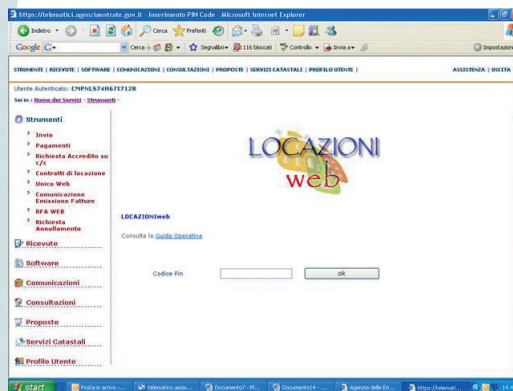 https://telematici.agenziaentrate.gov.it - Inserimento PIN Code - Microsoft Internet Explorer
Indietro Cerca Preferiti
Google G Cerca Segnalibri 116 bloccati Controllo Invia a Impostazioni
STRUMENTI | RICEVUTE | SOFTWARE | COMUNICAZIONI | CONSULTAZIONI | PROPOSTE | SERVIZI CATASTALI | PROFILO UTENTE | ASSISTENZA | USCITA
Utente Autenticato: CMPNLS74H67I712R
Sei in : Home dei Servizi - Strumenti -
Strumenti
Invio
Pagamenti
Richiesta Accredito su c/c
Contratti di locazione
Unico Web
Comunicazione Emissione Fatture
RFA WEB
Richiesta Annullamento
Ricevute
Software
Comunicazioni
Consultazioni
Proposte
Servizi Catastali
Profilo Utente
LOCAZIONI
web
LOCAZIONIweb
Consulta la Guida Operativa
Codice Pin ok
start Posta in arrivo -... telematico.assis... Documento7 - M... Documento14 -... Agenzia delle En... https://telemati...